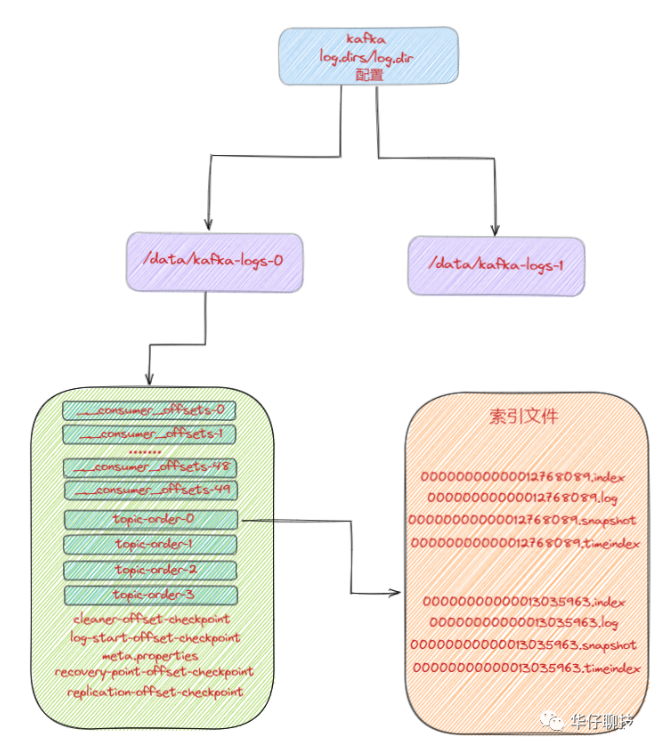 kafka
log.dirs/log.dir
配置
/data/kafka-logs-0
/data/kafka-logs-1
__consumer_offsets-0
__consumer_offsets-1
.......
__consumer_offsets-48
__consumer_offsets-49
topic-order-0
topic-order-1
topic-order-2
topic-order-3
cleaner-offset-checkpoint
log-start-offset-checkpoint
meta.properties
recovery-point-offset-checkpoint
replication-offset-checkpoint
索引文件
00000000000012768089.index
00000000000012768089.log
00000000000012768089.snapshot
00000000000012768089.timeindex
00000000000013035963.index
00000000000013035963.log
00000000000013035963.snapshot
00000000000013035963.timeindex
华仔聊技